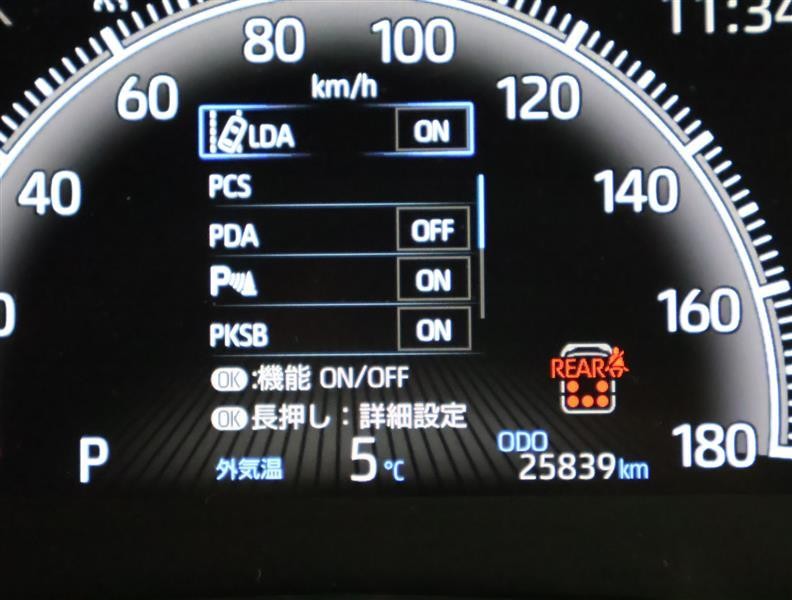 11:34
80 100
km/h
60 120
LDA ON
40 140
PCS
PDA OFF
P ON
160
PKSB ON
REAR
OK:機能 ON/OFF
OK長押し:詳細設定
P 180
外気温 5℃
ODO
25839km